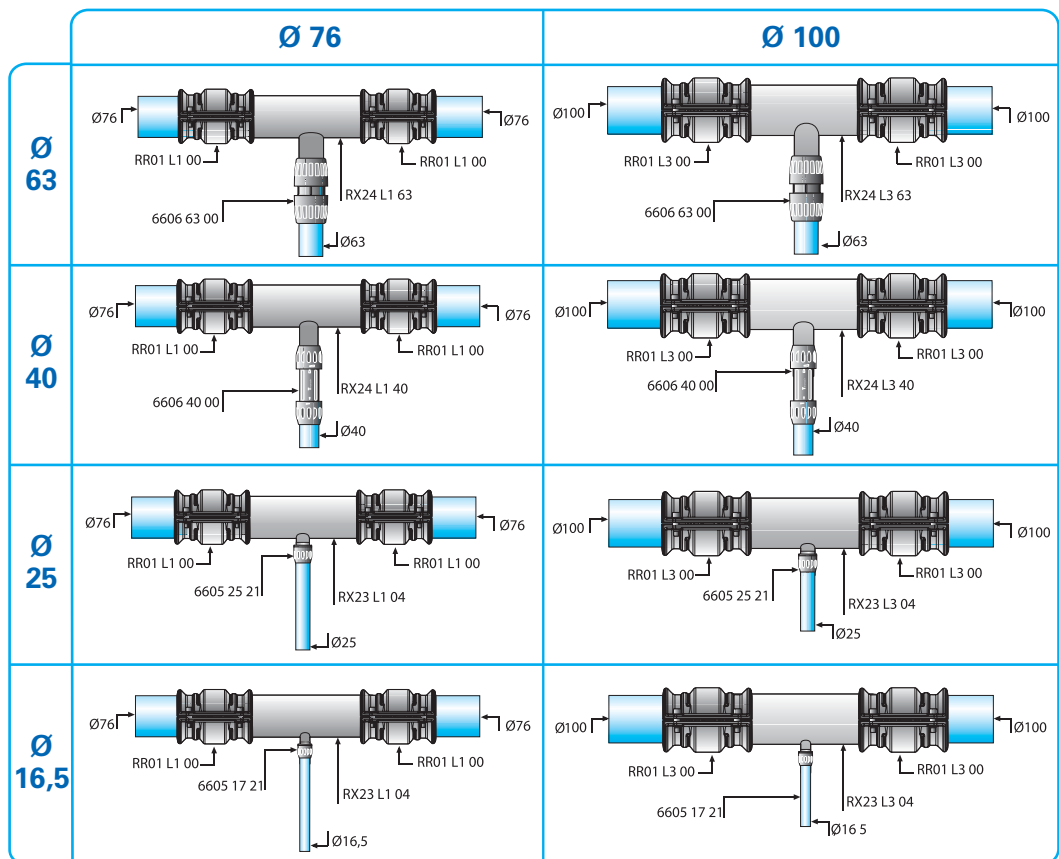 Ø 76
Ø 100
Ø
63
Ø76
Ø76
RR01 L1 00
RR01 L1 00
RX24 L1 63
6606 63 00
Ø63
Ø100
Ø100
RR01 L3 00
RR01 L3 00
RX24 L3 63
6606 63 00
Ø63
Ø
40
Ø76
Ø76
RR01 L1 00
RR01 L1 00
RX24 L1 40
6606 40 00
Ø40
Ø100
Ø100
RR01 L3 00
RR01 L3 00
6606 40 00
RX24 L3 40
Ø40
Ø
25
Ø76
Ø76
RR01 L1 00
RR01 L1 00
6605 25 21
RX23 L1 04
Ø25
Ø100
Ø100
RR01 L3 00
RR01 L3 00
6605 25 21
RX23 L3 04
Ø25
Ø
16,5
Ø76
Ø76
RR01 L1 00
RR01 L1 00
6605 17 21
RX23 L1 04
Ø16,5
Ø100
Ø100
RR01 L3 00
RR01 L3 00
6605 17 21
RX23 L3 04
Ø16 5